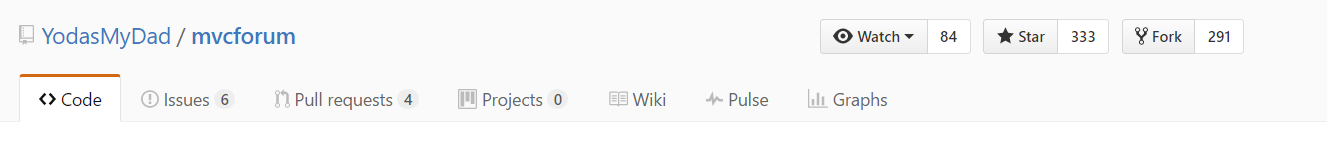 YodasMyDad / mvcforum Watch 84 Star 333 Fork 291
Code Issues 6 Pull requests 4 Projects 0 Wiki Pulse Graphs